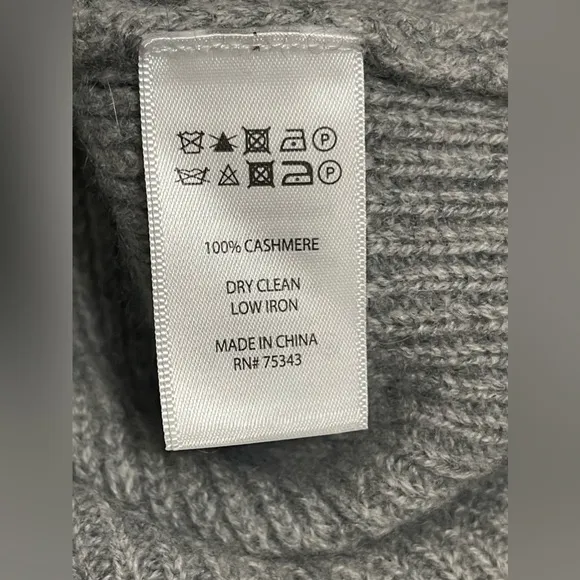 P
P
100% CASHMERE
DRY CLEAN
LOW IRON
MADE IN CHINA
RN# 75343